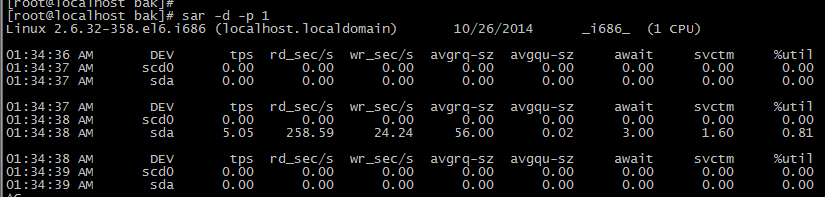 [root@localhost bak]#
[root@localhost bak]# sar -d -p 1
Linux 2.6.32-358.el6.i686 (localhost.localdomain) 10/26/2014 _i686_ (1 CPU)
01:34:36 AM DEV tps rd_sec/s wr_sec/s avgrq-sz avgqu-sz await svctm %util
01:34:37 AM scd0 0.00 0.00 0.00 0.00 0.00 0.00 0.00 0.00
01:34:37 AM sda 0.00 0.00 0.00 0.00 0.00 0.00 0.00 0.00
01:34:37 AM DEV tps rd_sec/s wr_sec/s avgrq-sz avgqu-sz await svctm %util
01:34:38 AM scd0 0.00 0.00 0.00 0.00 0.00 0.00 0.00 0.00
01:34:38 AM sda 5.05 258.59 24.24 56.00 0.02 3.00 1.60 0.81
01:34:38 AM DEV tps rd_sec/s wr_sec/s avgrq-sz avgqu-sz await svctm %util
01:34:39 AM scd0 0.00 0.00 0.00 0.00 0.00 0.00 0.00 0.00
01:34:39 AM sda 0.00 0.00 0.00 0.00 0.00 0.00 0.00 0.00